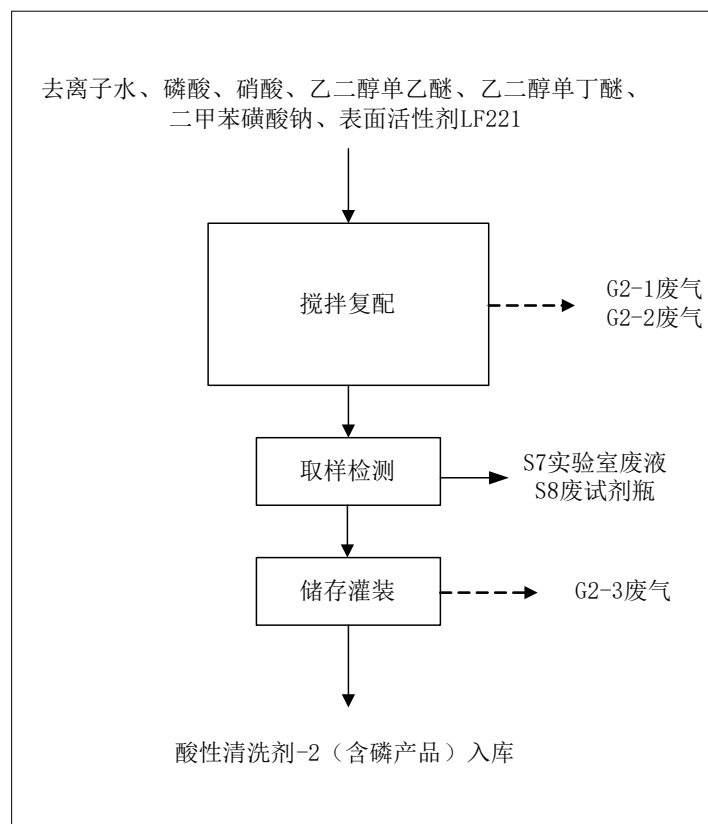 去离子水、磷酸、硝酸、乙二醇单乙醚、乙二醇单丁醚、
二甲苯磺酸钠、表面活性剂LF221
搅拌复配
G2-1废气
G2-2废气
取样检测
S7实验室废液
S8废试剂瓶
储存灌装
G2-3废气
酸性清洗剂-2（含磷产品）入库